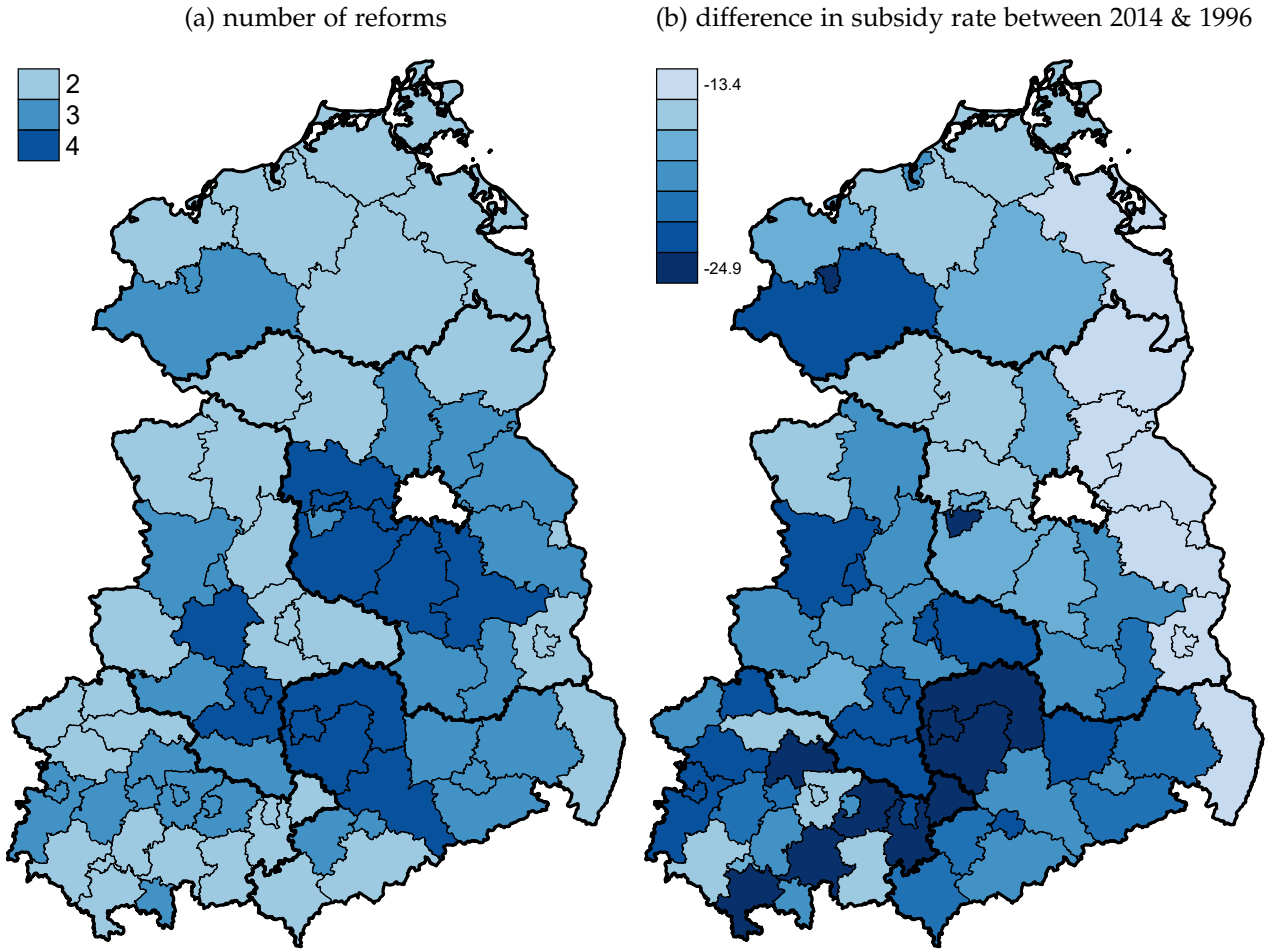 (a) number of reforms
2
3
4
(b) difference in subsidy rate between 2014 & 1996
-13.4
-24.9